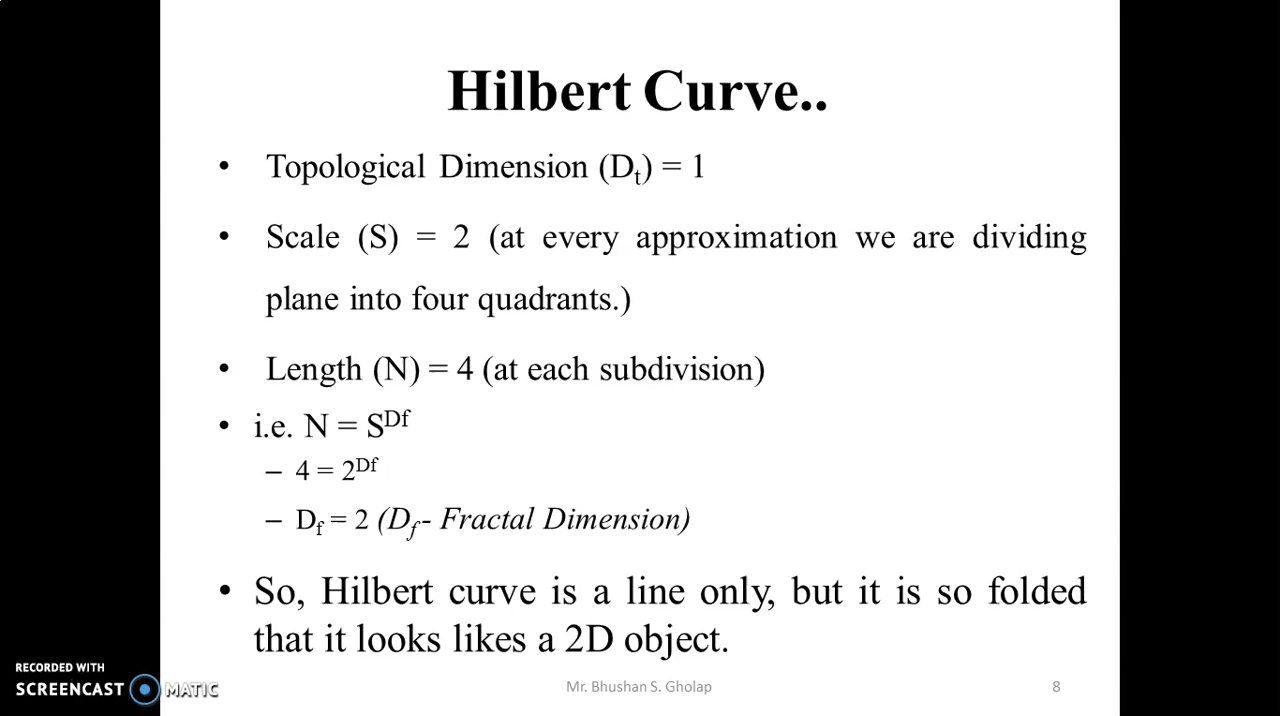 Hilbert Curve..
• Topological Dimension (Dt) = 1
• Scale (S) = 2 (at every approximation we are dividing
plane into four quadrants.)
• Length (N) = 4 (at each subdivision)
• i.e. N = SDf
– 4 = 2Df
– Df = 2 (Df - Fractal Dimension)
• So, Hilbert curve is a line only, but it is so folded
that it looks likes a 2D object.
RECORDED WITH
SCREENCAST MATIC
Mr. Bhushan S. Gholap
8